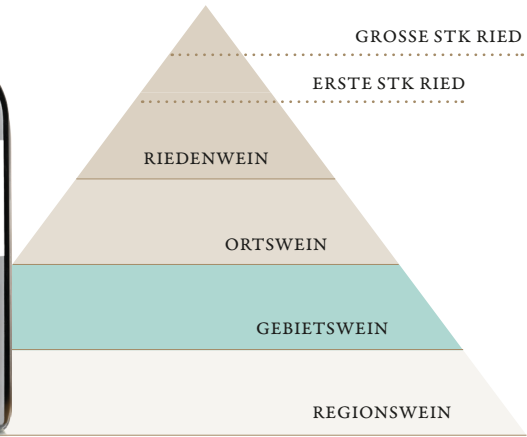 GROSSE STK RIED
ERSTE STK RIED
RIEDENWEIN
ORTSWEIN
GEBIETSWEIN
REGIONSWEIN